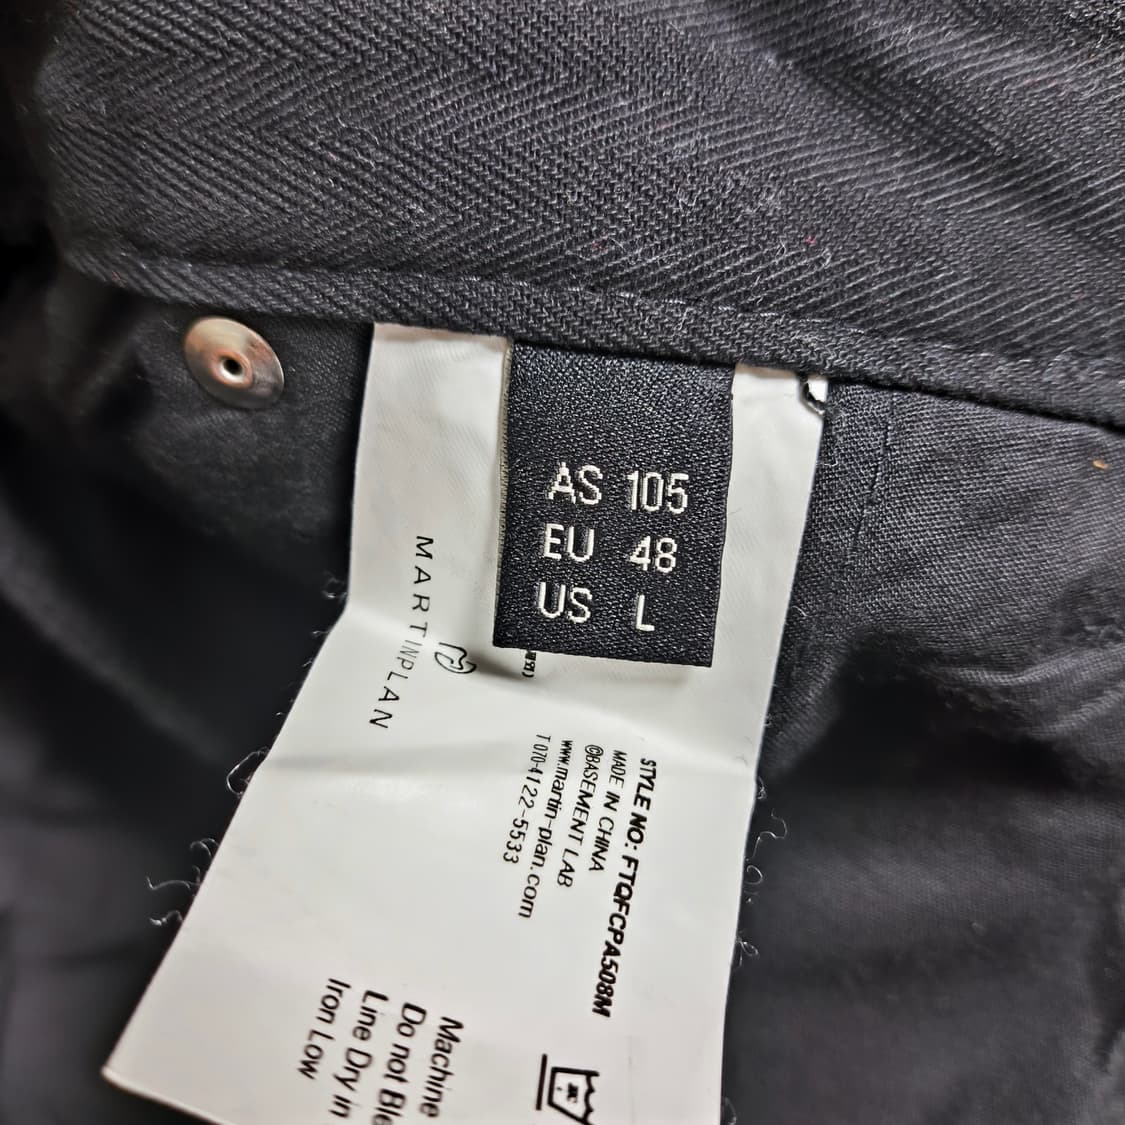 AS 105
EU 48
US L
MARTINPLAN
STYLE NO: FTQFCPA508M
MADE IN CHINA
©BASEMENT LAB
www.martin-plan.com
T 070-4122-5533
Machine
Do not Ble
Line Dry in
Iron Low